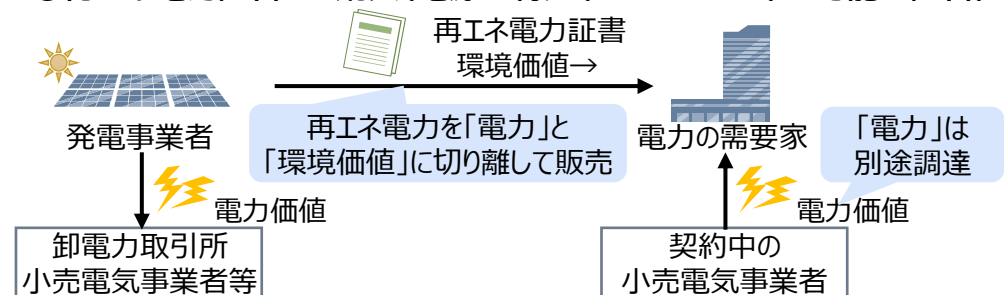 再エネ電力証書
環境価値→
発電事業者
再エネ電力を「電力」と
「環境価値」に切り離して販売
電力の需要家
「電力」は
別途調達
電力価値
電力価値
卸電力取引所
小売電気事業者等
契約中の
小売電気事業者